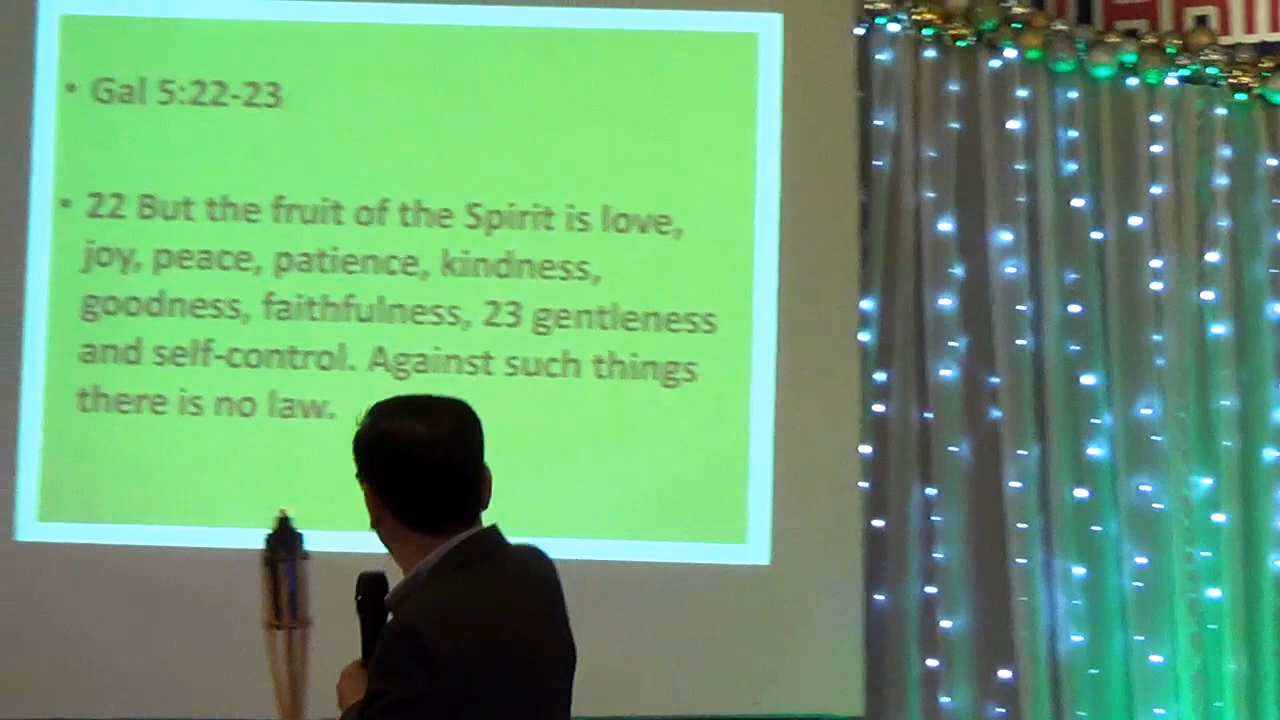 • Gal 5:22-23
• 22 But the fruit of the Spirit is love,
joy, peace, patience, kindness,
goodness, faithfulness, 23 gentleness
and self-control. Against such things
there is no law.